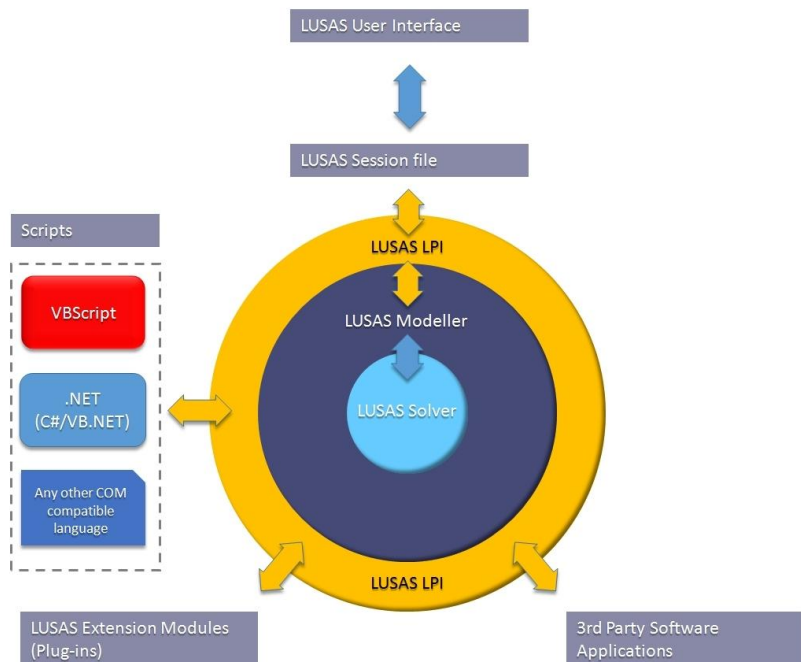 LUSAS User Interface
LUSAS Session file
Scripts
LUSAS LPI
VBScript
LUSAS Modeller
.NET
(C#/VB.NET)
LUSAS Solver
Any other COM
compatible
language
LUSAS LPI
LUSAS Extension Modules
(Plug-ins)
3rd Party Software
Applications